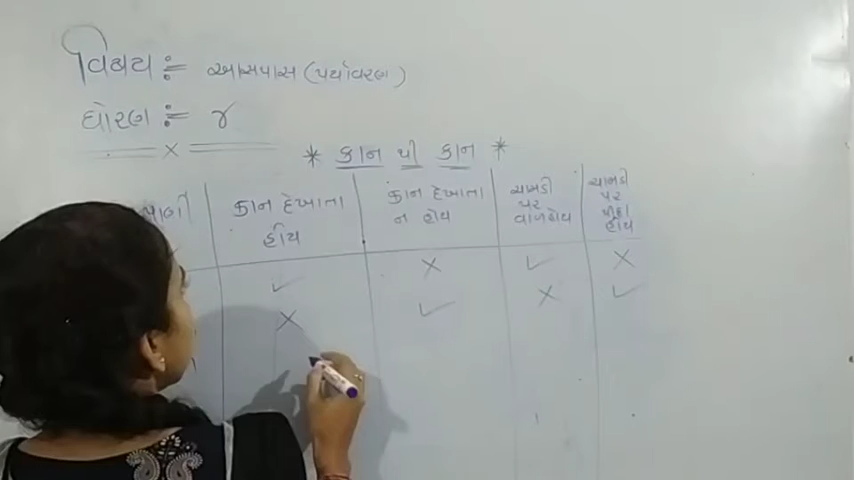 વિષય :- આસપાસ (પર્યાવરણ)
ધોરણ :- ૪
* કાન થી કાન *
કાન દેખાતા હોય
કાન દેખાતા ન હોય
ચામડી પર વાળ હોય
ચામડી પર પીંછા હોય
✓ × ✓ ×
× ✓ × ✓